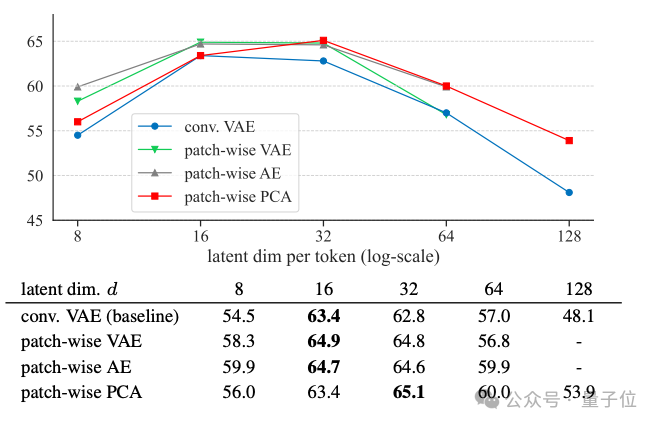 65
60
55
50
45
conv. VAE
patch-wise VAE
patch-wise AE
patch-wise PCA
8 16 32 64 128
latent dim per token (log-scale)
latent dim. d 8 16 32 64 128
conv. VAE (baseline) 54.5 63.4 62.8 57.0 48.1
patch-wise VAE 58.3 64.9 64.8 56.8 -
patch-wise AE 59.9 64.7 64.6 59.9 -
patch-wise PCA 56.0 63.4 65.1 60.0 53.9
公众号 · 量子位